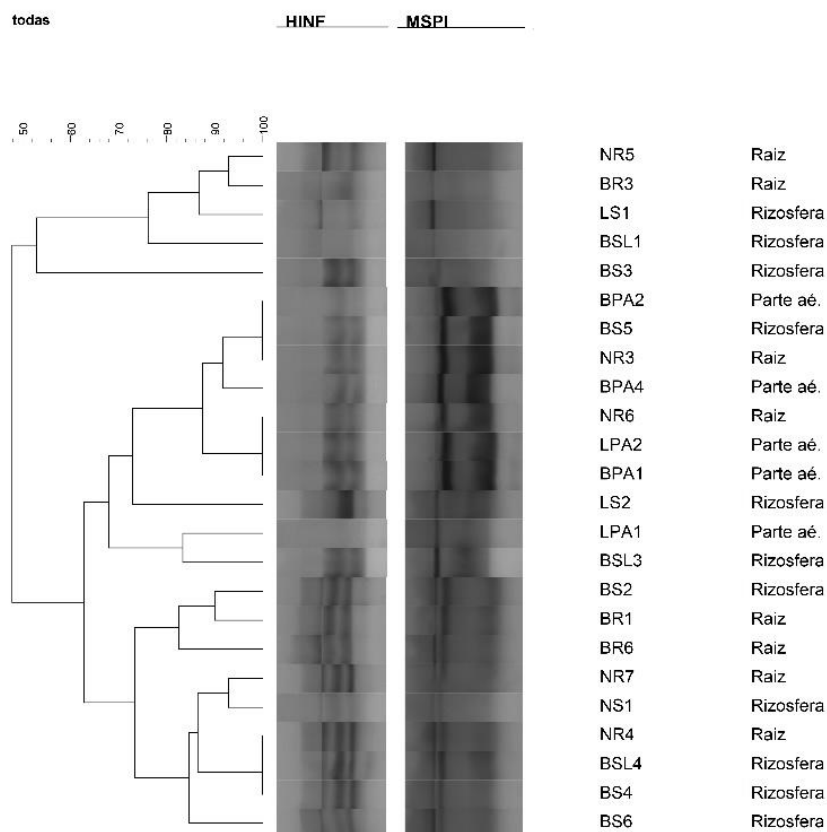 todas HINF MSPI
50 60 70 80 90 100
NR5 Raiz
BR3 Raiz
LS1 Rizosfera
BSL1 Rizosfera
BS3 Rizosfera
BPA2 Parte aé.
BS5 Rizosfera
NR3 Raiz
BPA4 Parte aé.
NR6 Raiz
LPA2 Parte aé.
BPA1 Parte aé.
LS2 Rizosfera
LPA1 Parte aé.
BSL3 Rizosfera
BS2 Rizosfera
BR1 Raiz
BR6 Raiz
NR7 Raiz
NS1 Rizosfera
NR4 Raiz
BSL4 Rizosfera
BS4 Rizosfera
BS6 Rizosfera